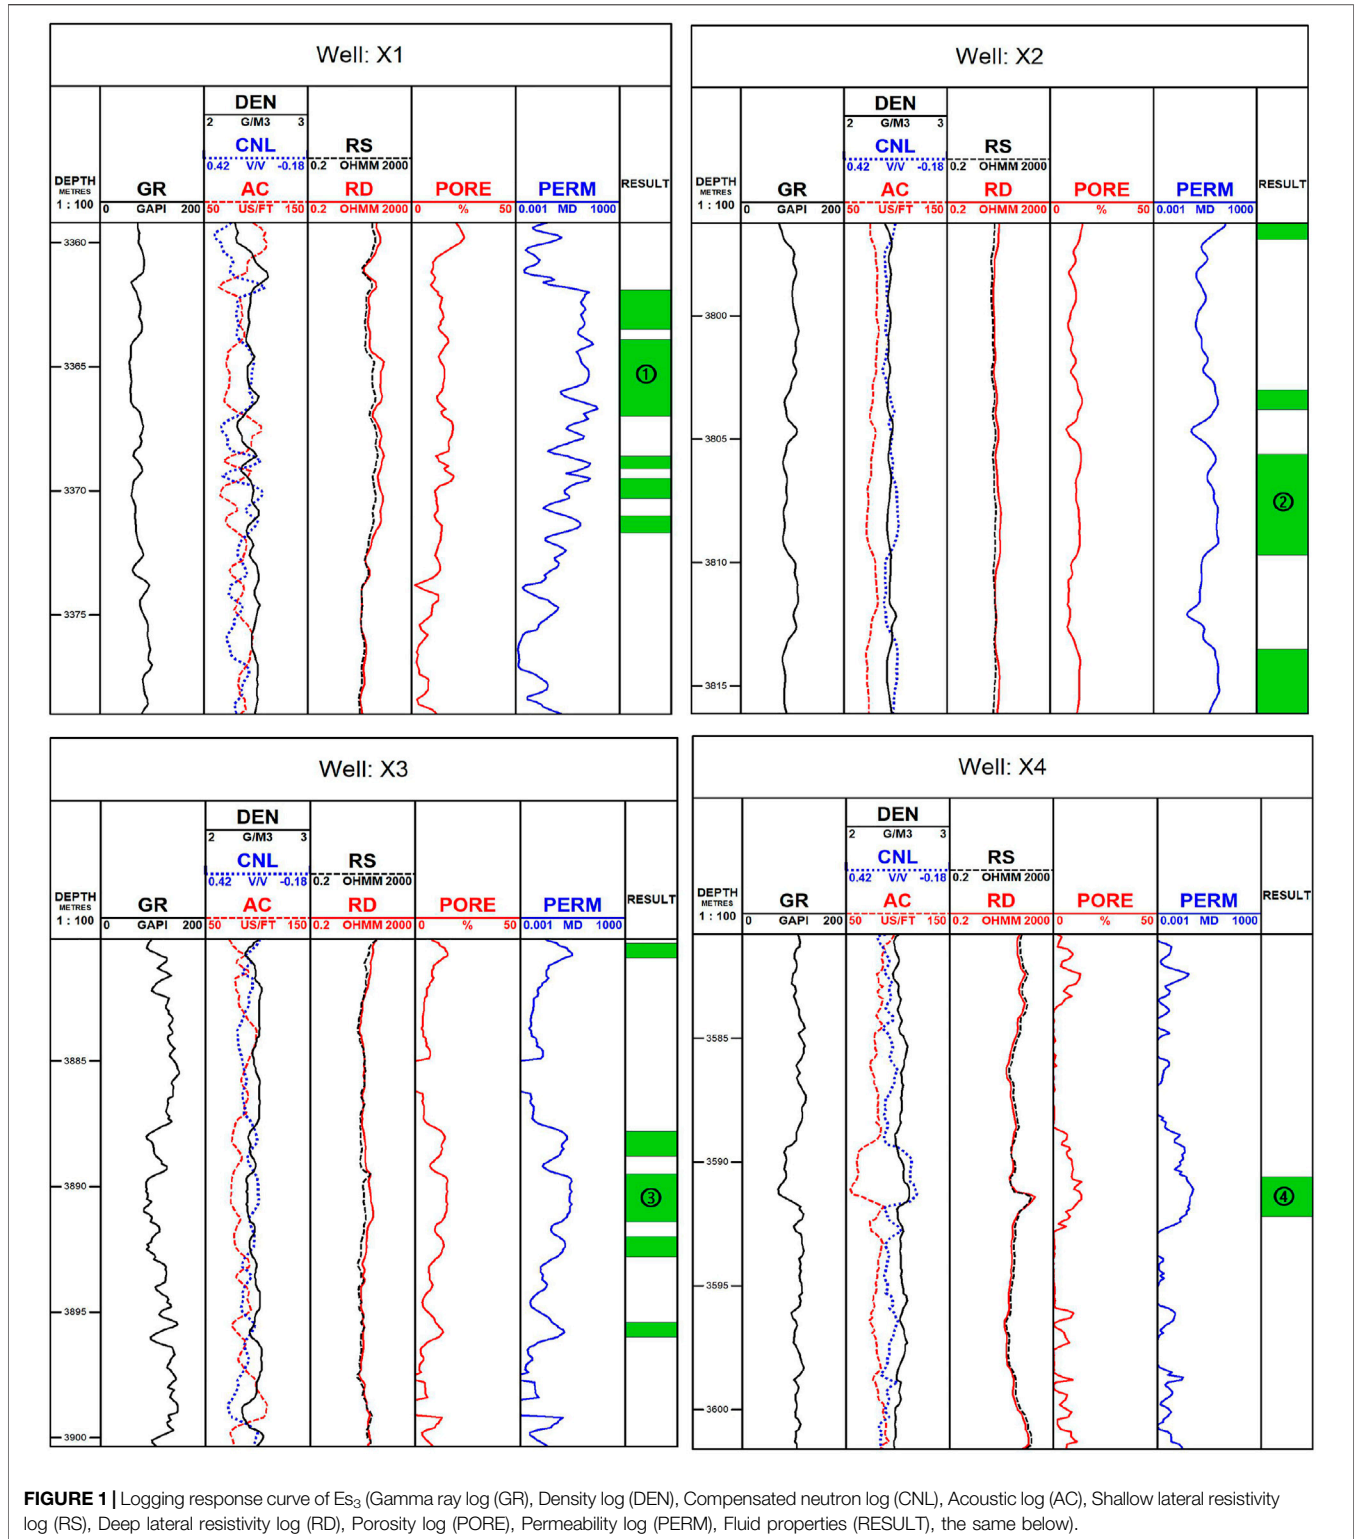 Well: X1
DEN
2 G/M3 3
CNL RS
0.42 V/V -0.18 0.2 OHMM 2000
DEPTH
METRES
1 : 100
GR AC RD PORE PERM RESULT
0 GAPI 200 50 US/FT 150 0.2 OHMM 2000 0 % 50 0.001 MD 1000
3360
3365
①
3370
3375
Well: X2
DEN
2 G/M3 3
CNL RS
0.42 V/V -0.18 0.2 OHMM 2000
DEPTH
METRES
1 : 100
GR AC RD PORE PERM RESULT
0 GAPI 200 50 US/FT 150 0.2 OHMM 2000 0 % 50 0.001 MD 1000
3800
3805
②
3810
3815
Well: X3
DEN
2 G/M3 3
CNL RS
0.42 V/V -0.18 0.2 OHMM 2000
DEPTH
METRES
1 : 100
GR AC RD PORE PERM RESULT
0 GAPI 200 50 US/FT 150 0.2 OHMM 2000 0 % 50 0.001 MD 1000
3885
3890
③
3895
3900
Well: X4
DEN
2 G/M3 3
CNL RS
0.42 V/V -0.18 0.2 OHMM 2000
DEPTH
METRES
1 : 100
GR AC RD PORE PERM RESULT
0 GAPI 200 50 US/FT 150 0.2 OHMM 2000 0 % 50 0.001 MD 1000
3585
3590
④
3595
3600
FIGURE 1 | Logging response curve of Es₃ (Gamma ray log (GR), Density log (DEN), Compensated neutron log (CNL), Acoustic log (AC), Shallow lateral resistivity
log (RS), Deep lateral resistivity log (RD), Porosity log (PORE), Permeability log (PERM), Fluid properties (RESULT), the same below).